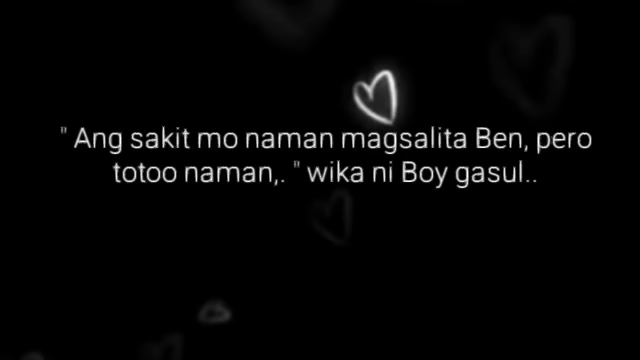 " Ang sakit mo naman magsalita Ben, pero
totoo naman,. " wika ni Boy gasul..